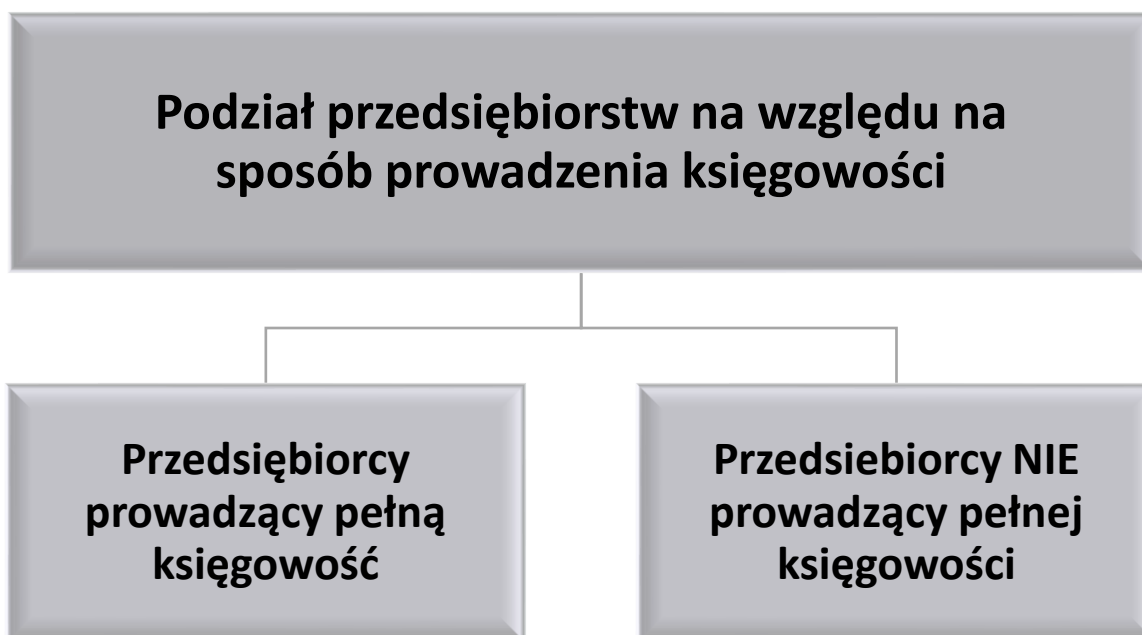 Podział przedsiębiorstw na względu na
sposób prowadzenia księgowości
Przedsiębiorcy
prowadzący pełną
księgowość
Przedsiebiorcy NIE
prowadzący pełnej
księgowości